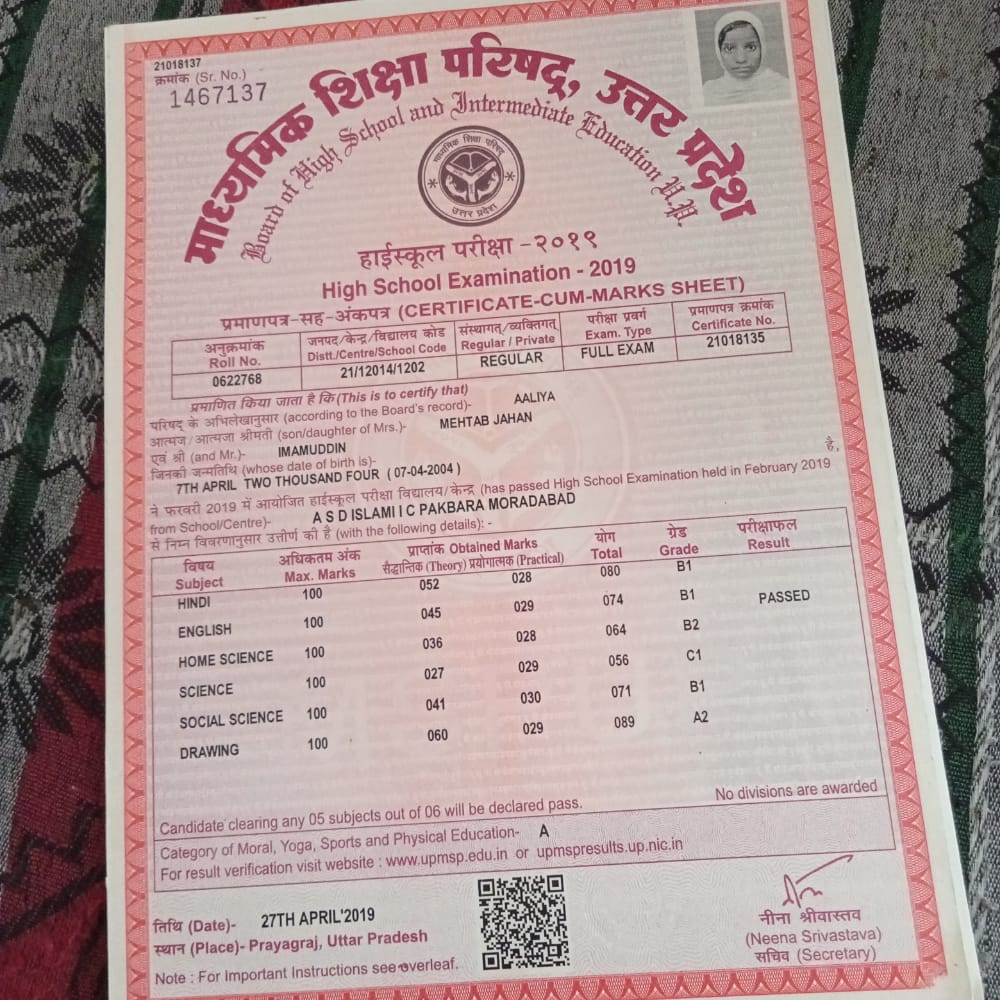 21018137
क्रमांक (Sr. No.)
1467137
माध्यमिक शिक्षा परिषद्, उत्तर प्रदेश
Board of High School and Intermediate Education U.P.
माध्यमिक शिक्षा परिषद्
उत्तर प्रदेश
हाईस्कूल परीक्षा -२०१९
High School Examination - 2019
प्रमाणपत्र-सह-अंकपत्र (CERTIFICATE-CUM-MARKS SHEET)
अनुक्रमांक जनपद/केन्द्र/विद्यालय कोड संस्थागत्/व्यक्तिगत् परीक्षा प्रवर्ग प्रमाणपत्र क्रमांक
Roll No. Distt./Centre/School Code Regular / Private Exam. Type Certificate No.
0622768 21/12014/1202 REGULAR FULL EXAM 21018135
प्रमाणित किया जाता है कि (This is to certify that)
परिषद् के अभिलेखानुसार (according to the Board's record)- AALIYA
आत्मज/आत्मजा श्रीमती (son/daughter of Mrs.)- MEHTAB JAHAN
एवं श्री (and Mr.)- IMAMUDDIN
जिनकी जन्मतिथि (whose date of birth is)-
7TH APRIL TWO THOUSAND FOUR ( 07-04-2004 ) है,
ने फरवरी 2019 में आयोजित हाईस्कूल परीक्षा विद्यालय/केन्द्र (has passed High School Examination held in February 2019
from School/Centre)- A S D ISLAMI I C PAKBARA MORADABAD
से निम्न विवरणानुसार उत्तीर्ण की है (with the following details): -
विषय अधिकतम अंक प्राप्तांक Obtained Marks योग ग्रेड परीक्षाफल
Subject Max. Marks सैद्धान्तिक (Theory) प्रयोगात्मक (Practical) Total Grade Result
HINDI 100 052 028 080 B1 PASSED
ENGLISH 100 045 029 074 B1
HOME SCIENCE 100 036 028 064 B2
SCIENCE 100 027 029 056 C1
SOCIAL SCIENCE 100 041 030 071 B1
DRAWING 100 060 029 089 A2
No divisions are awarded
Candidate clearing any 05 subjects out of 06 will be declared pass.
Category of Moral, Yoga, Sports and Physical Education- A
For result verification visit website : www.upmsp.edu.in or upmspresults.up.nic.in
तिथि (Date)- 27TH APRIL'2019
स्थान (Place)- Prayagraj, Uttar Pradesh
Note : For Important Instructions see overleaf.
नीना श्रीवास्तव
(Neena Srivastava)
सचिव (Secretary)